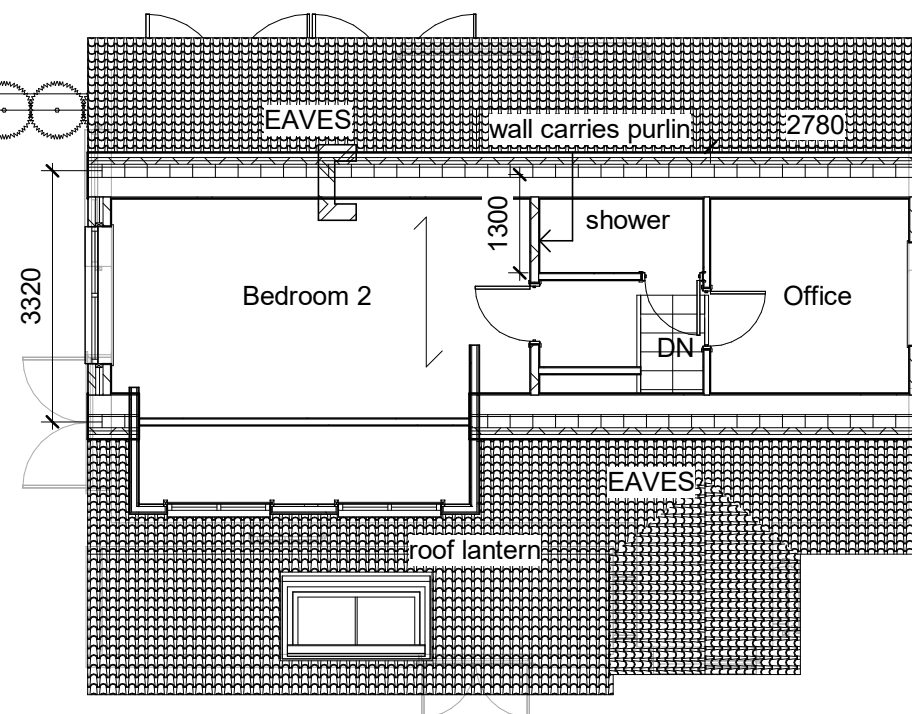 EAVES
wall carries purlin
2780
1300
shower
3320
Bedroom 2
Office
DN
EAVES
roof lantern